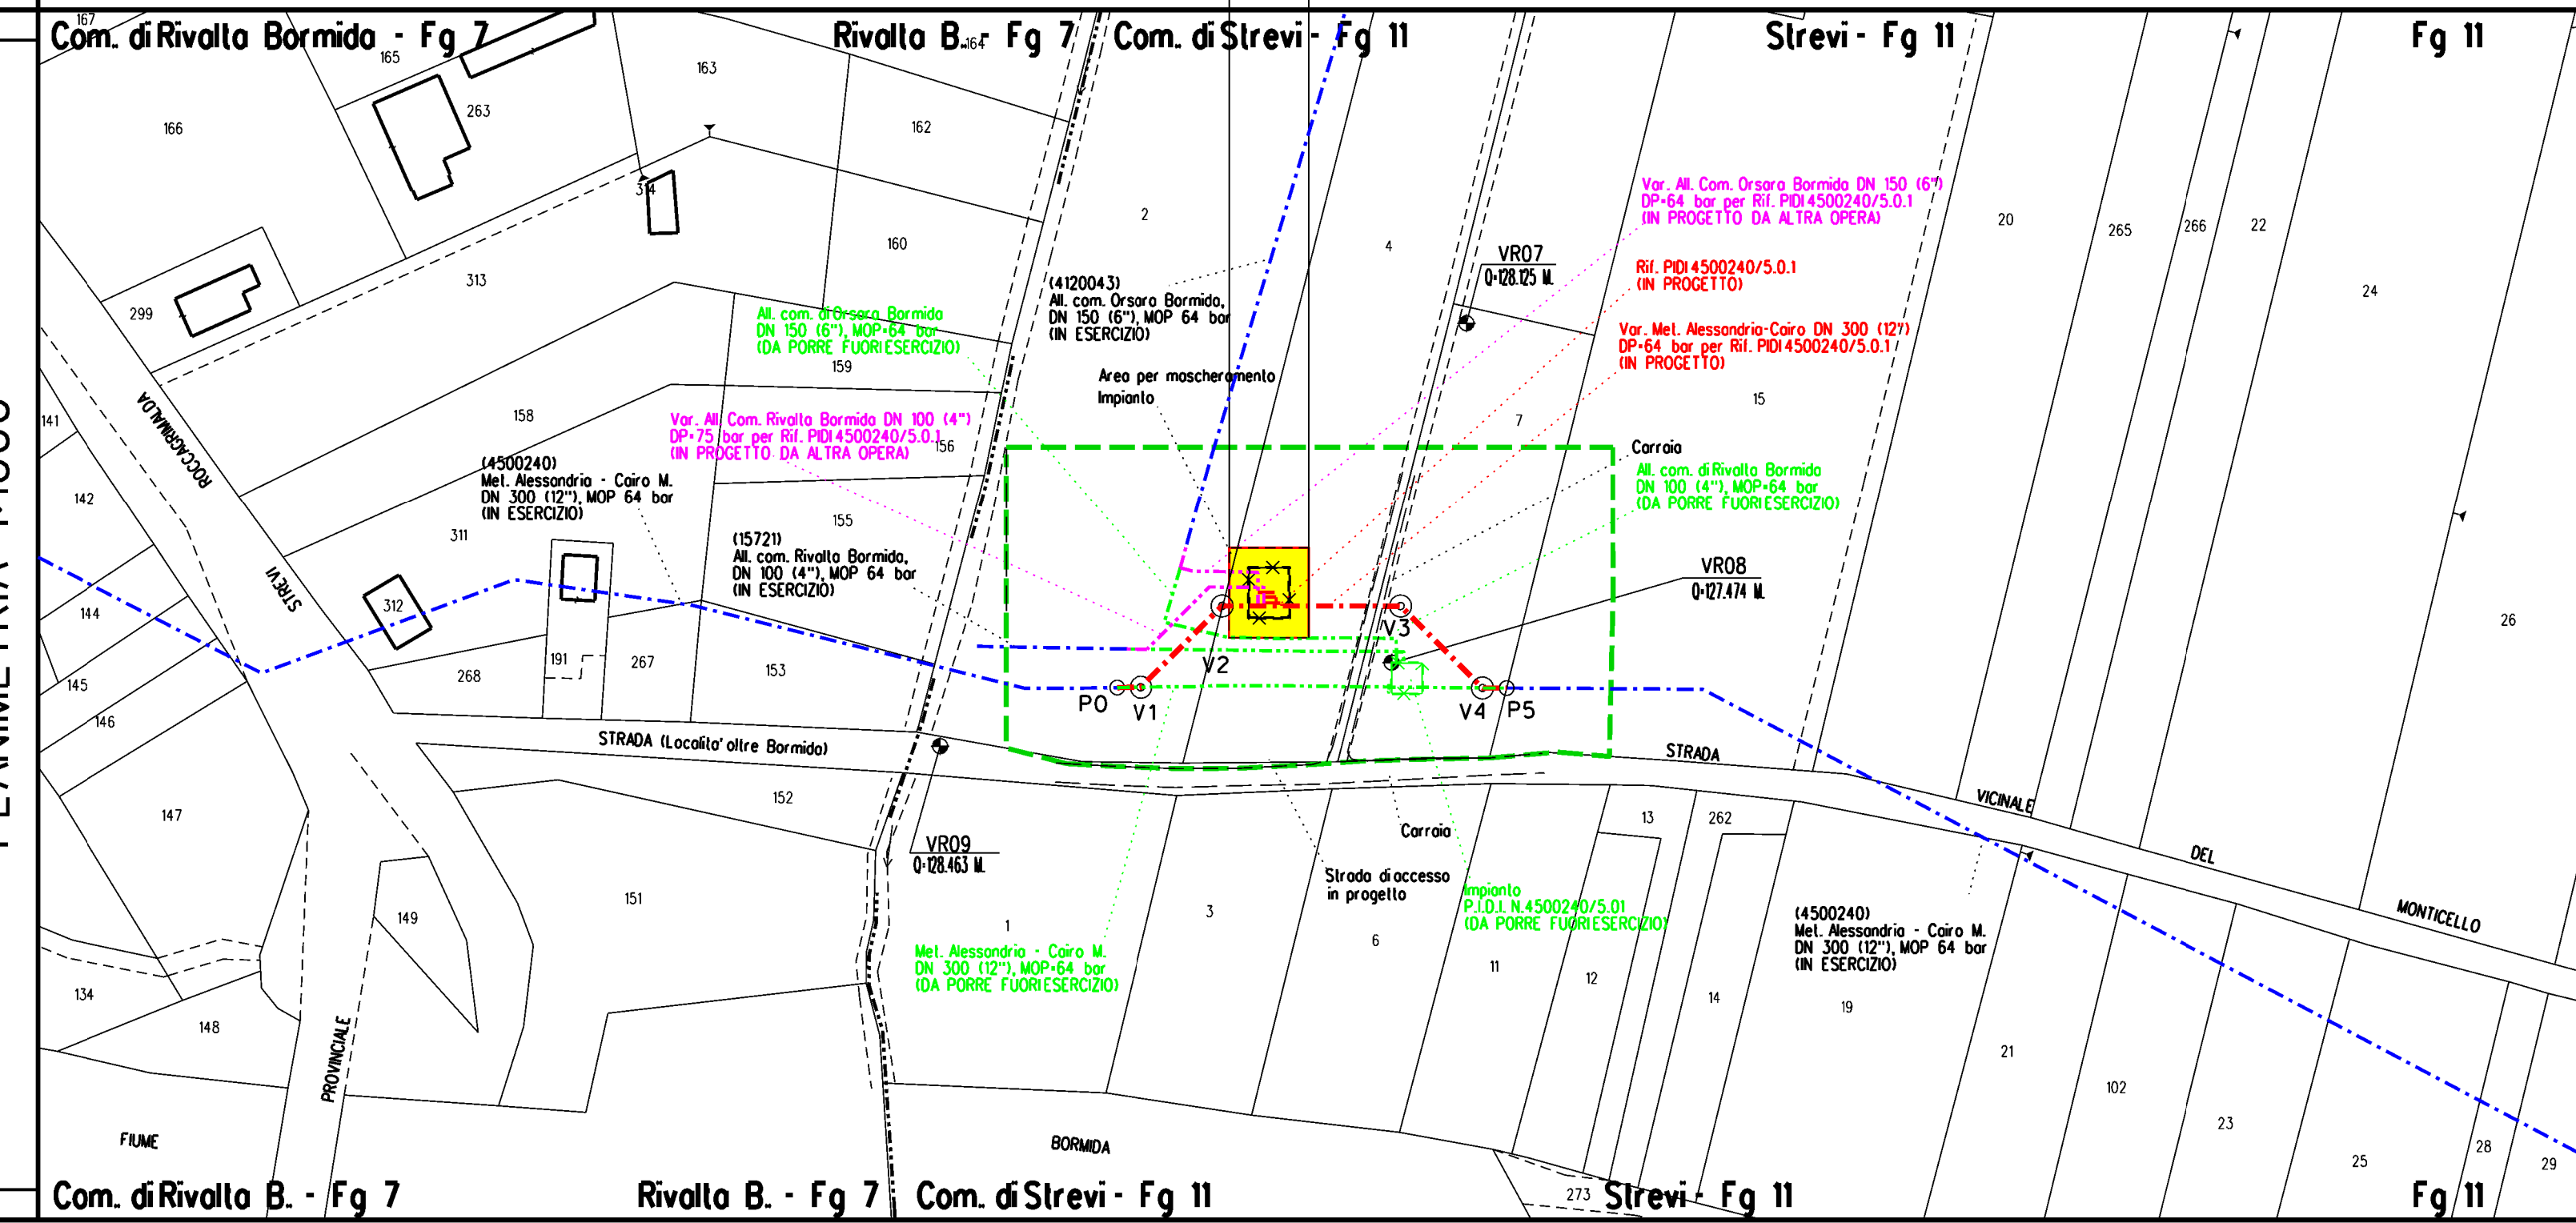 Com. di Rivalta Bormida - Fg 7
Rivalta B. - Fg 7
Com. di Strevi - Fg 11
Strevi - Fg 11
Fg 11
167
165
164
163
166
263
162
314
2
160
4
20
265
266
22
24
313
299
159
158
156
7
15
141
142
311
155
144
312
26
268
191
267
153
145
146
147
152
13
262
151
149
1
3
6
11
12
14
19
134
148
21
102
23
25
28
29
273
Var. All. Com. Orsara Bormida DN 150 (6")
DP=64 bar per Rif. PIDI 4500240/5.0.1
(IN PROGETTO DA ALTRA OPERA)
VR07
Q=128.125 M.
Rif. PIDI 4500240/5.0.1
(IN PROGETTO)
(4120043)
All. com. Orsara Bormida,
DN 150 (6"), MOP 64 bar
(IN ESERCIZIO)
All. com. di Orsara Bormida
DN 150 (6"), MOP=64 bar
(DA PORRE FUORI ESERCIZIO)
Var. Met. Alessandria-Cairo DN 300 (12")
DP=64 bar per Rif. PIDI 4500240/5.0.1
(IN PROGETTO)
Area per mascheramento
Impianto
Var. All. Com. Rivalta Bormida DN 100 (4")
DP=75 bar per Rif. PIDI 4500240/5.0.1
(IN PROGETTO DA ALTRA OPERA)
Carraia
All. com. di Rivalta Bormida
DN 100 (4"), MOP=64 bar
(DA PORRE FUORI ESERCIZIO)
(4500240)
Met. Alessandria - Cairo M.
DN 300 (12"), MOP 64 bar
(IN ESERCIZIO)
(15721)
All. com. Rivalta Bormida,
DN 100 (4"), MOP 64 bar
(IN ESERCIZIO)
VR08
Q=127.474 M.
ROCCAGRIMALDA
STREVI
V3
V2
P0
V1
V4
P5
STRADA (Localita' oltre Bormida)
STRADA
VICINALE
DEL
MONTICELLO
VR09
Q=128.463 M.
Carraia
Strada di accesso
in progetto
Impianto
P.I.D.I. N.4500240/5.01
(DA PORRE FUORI ESERCIZIO)
Met. Alessandria - Cairo M.
DN 300 (12"), MOP=64 bar
(DA PORRE FUORI ESERCIZIO)
(4500240)
Met. Alessandria - Cairo M.
DN 300 (12"), MOP 64 bar
(IN ESERCIZIO)
PROVINCIALE
FIUME
BORMIDA
Com. di Rivalta B. - Fg 7
Rivalta B. - Fg 7
Com. di Strevi - Fg 11
Strevi - Fg 11
Fg 11